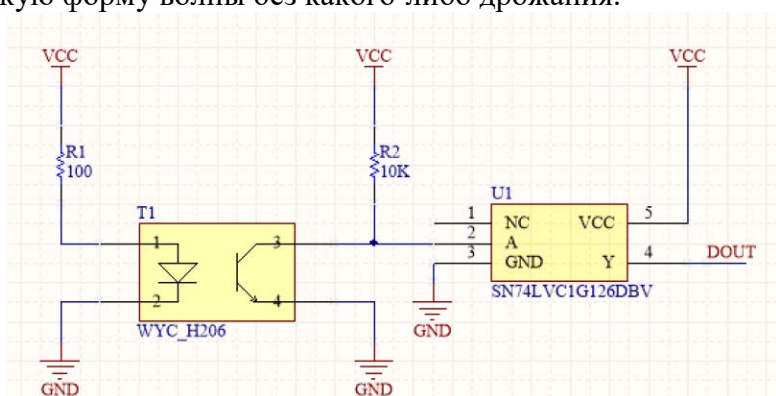 кую форму волны без какого-либо дрожания.
VCC
VCC
VCC
R1
100
R2
10K
T1
1
2
3
4
WYC_H206
U1
1
2
3
NC
A
GND
VCC
Y
5
4
DOUT
SN74LVC1G126DBV
GND
GND
GND